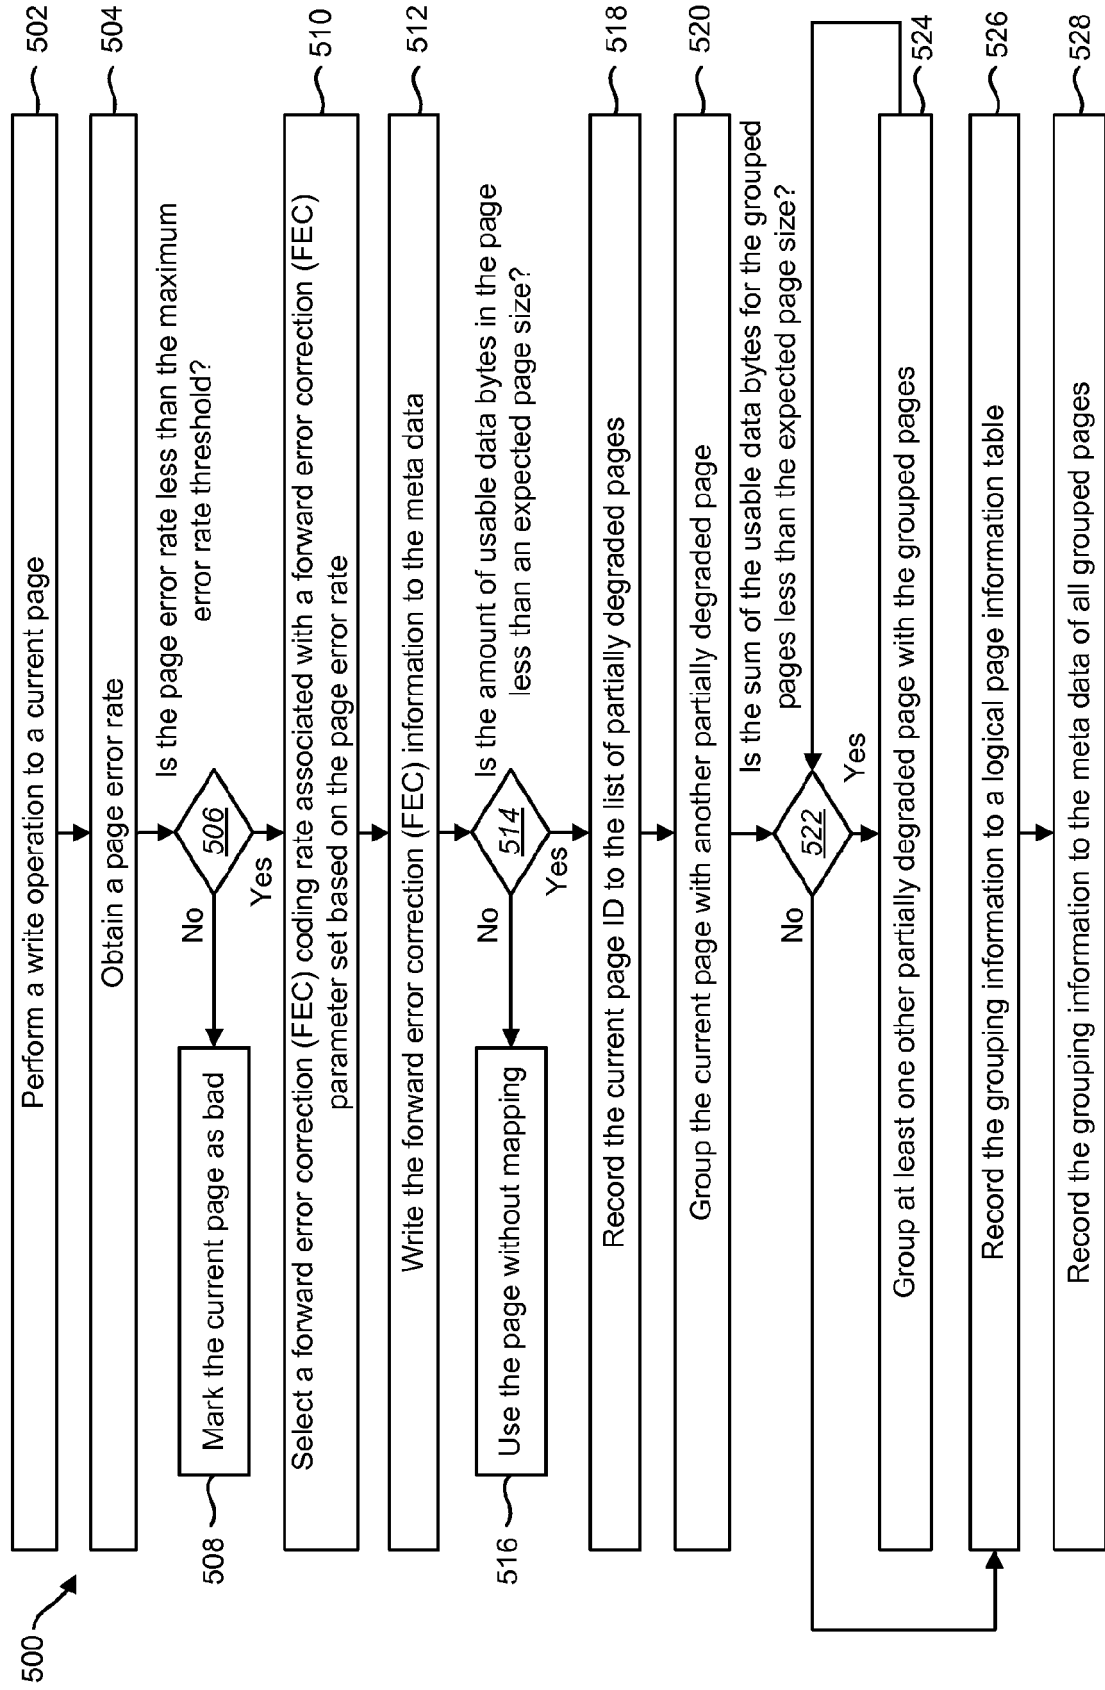 500
Perform a write operation to a current page
502
Obtain a page error rate
504
Is the page error rate less than the maximum
error rate threshold?
506
No
Yes
Mark the current page as bad
508
Select a forward error correction (FEC) coding rate associated with a forward error correction (FEC)
parameter set based on the page error rate
510
Write the forward error correction (FEC) information to the meta data
512
Is the amount of usable data bytes in the page
less than an expected page size?
514
No
Yes
Use the page without mapping
516
Record the current page ID to the list of partially degraded pages
518
Group the current page with another partially degraded page
520
Is the sum of the usable data bytes for the grouped
pages less than the expected page size?
522
No
Yes
Group at least one other partially degraded page with the grouped pages
524
Record the grouping information to a logical page information table
526
Record the grouping information to the meta data of all grouped pages
528